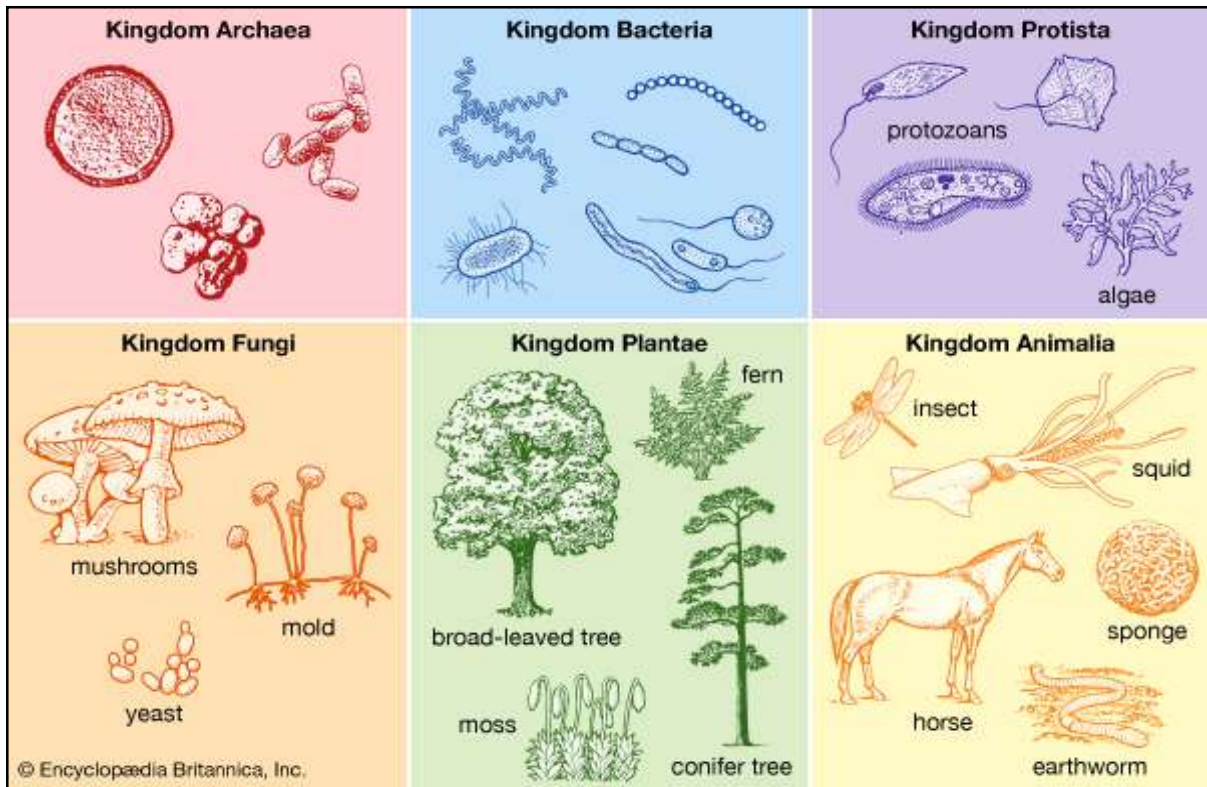 Kingdom Archaea
Kingdom Bacteria
Kingdom Protista
protozoans
algae
Kingdom Fungi
mushrooms
mold
yeast
© Encyclopædia Britannica, Inc.
Kingdom Plantae
fern
broad-leaved tree
moss
conifer tree
Kingdom Animalia
insect
squid
sponge
horse
earthworm